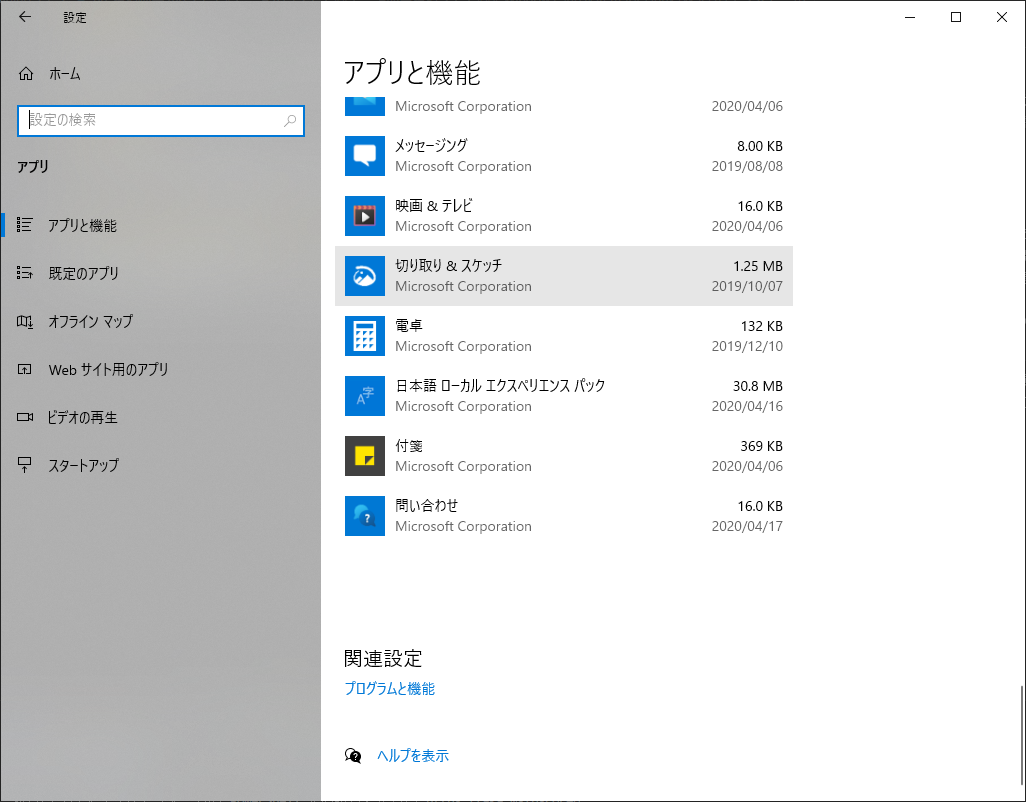 設定
ホーム
設定の検索
アプリ
アプリと機能
既定のアプリ
オフライン マップ
Web サイト用のアプリ
ビデオの再生
スタートアップ
アプリと機能
Microsoft Corporation 2020/04/06
メッセージング 8.00 KB
Microsoft Corporation 2019/08/08
映画 & テレビ 16.0 KB
Microsoft Corporation 2020/04/06
切り取り & スケッチ 1.25 MB
Microsoft Corporation 2019/10/07
電卓 132 KB
Microsoft Corporation 2019/12/10
日本語 ローカル エクスペリエンス パック 30.8 MB
Microsoft Corporation 2020/04/16
付箋 369 KB
Microsoft Corporation 2020/04/06
問い合わせ 16.0 KB
Microsoft Corporation 2020/04/17
関連設定
プログラムと機能
ヘルプを表示